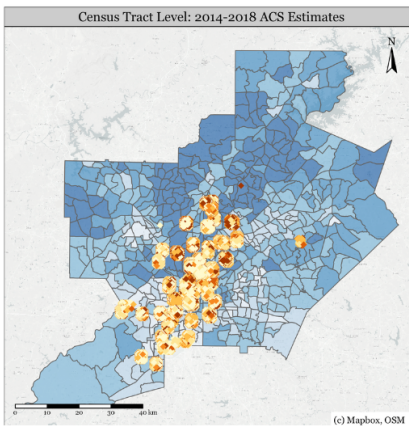 Census Tract Level: 2014-2018 ACS Estimates
N
0 10 20 30 40 km
(c) Mapbox, OSM